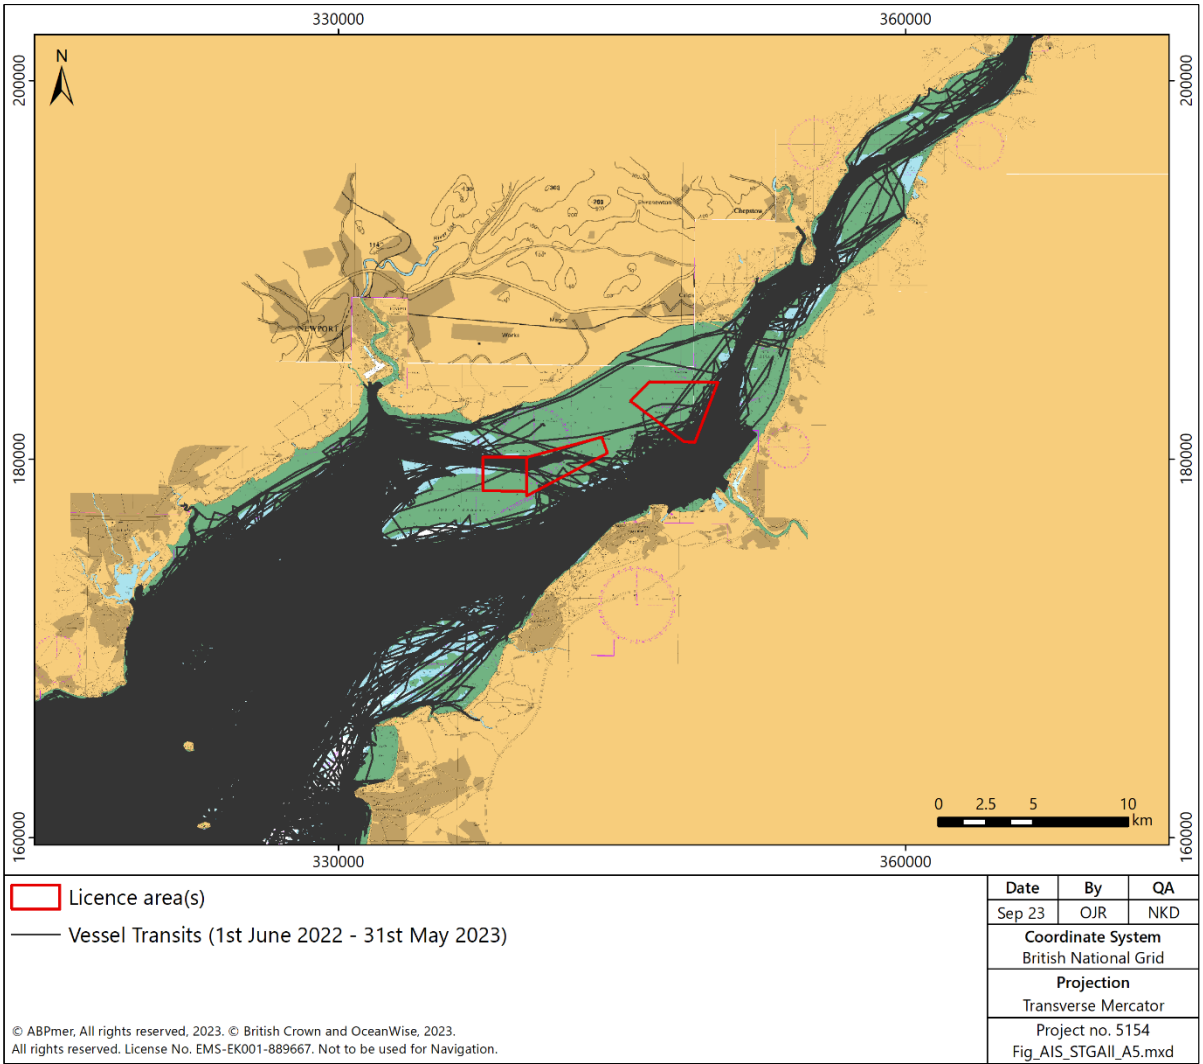 330000
360000
N
200000
200000
Chepstow
NEWPORT
Magor
Works
180000
180000
0 2.5 5 10
km
160000
160000
330000
360000
Licence area(s)
Vessel Transits (1st June 2022 - 31st May 2023)
Date By QA
Sep 23 OJR NKD
Coordinate System
British National Grid
Projection
Transverse Mercator
Project no. 5154
Fig_AIS_STGAll_A5.mxd
© ABPmer, All rights reserved, 2023. © British Crown and OceanWise, 2023.
All rights reserved. License No. EMS-EK001-889667. Not to be used for Navigation.